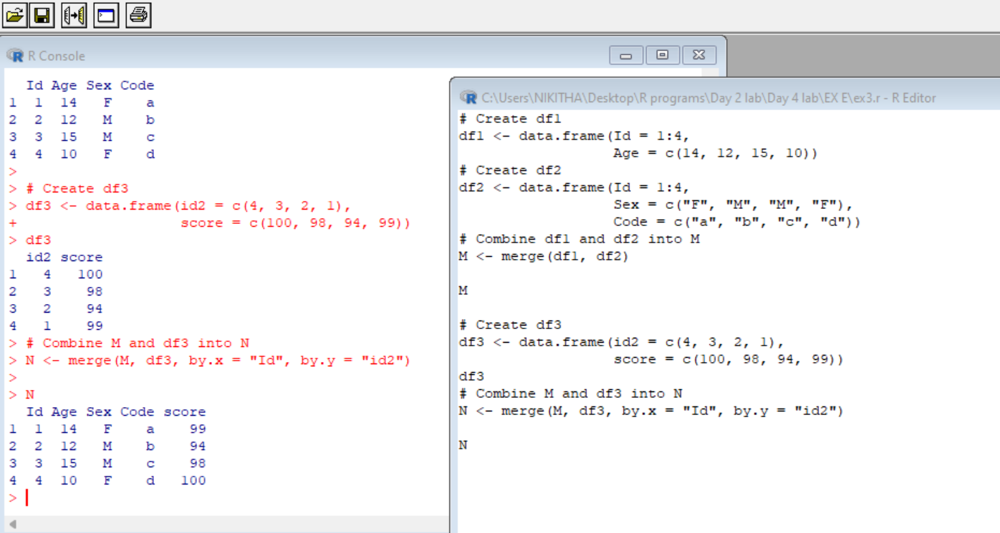 R Console
  Id Age Sex Code
1  1  14   F    a
2  2  12   M    b
3  3  15   M    c
4  4  10   F    d
>
> # Create df3
> df3 <- data.frame(id2 = c(4, 3, 2, 1),
+                   score = c(100, 98, 94, 99))
> df3
  id2 score
1   4   100
2   3    98
3   2    94
4   1    99
> # Combine M and df3 into N
> N <- merge(M, df3, by.x = "Id", by.y = "id2")
>
> N
  Id Age Sex Code score
1  1  14   F    a    99
2  2  12   M    b    94
3  3  15   M    c    98
4  4  10   F    d   100
>
C:\Users\NIKITHA\Desktop\R programs\Day 2 lab\Day 4 lab\EX E\ex3.r - R Editor
# Create df1
df1 <- data.frame(Id = 1:4,
                  Age = c(14, 12, 15, 10))
# Create df2
df2 <- data.frame(Id = 1:4,
                  Sex = c("F", "M", "M", "F"),
                  Code = c("a", "b", "c", "d"))
# Combine df1 and df2 into M
M <- merge(df1, df2)
M
# Create df3
df3 <- data.frame(id2 = c(4, 3, 2, 1),
                  score = c(100, 98, 94, 99))
df3
# Combine M and df3 into N
N <- merge(M, df3, by.x = "Id", by.y = "id2")
N